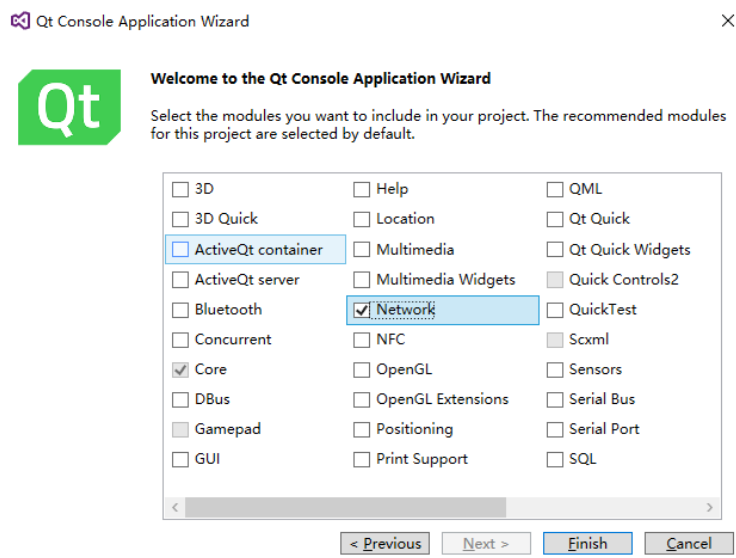 Qt Console Application Wizard
Qt
Welcome to the Qt Console Application Wizard
Select the modules you want to include in your project. The recommended modules
for this project are selected by default.
3D
3D Quick
ActiveQt container
ActiveQt server
Bluetooth
Concurrent
Core
DBus
Gamepad
GUI
Help
Location
Multimedia
Multimedia Widgets
Network
NFC
OpenGL
OpenGL Extensions
Positioning
Print Support
QML
Qt Quick
Qt Quick Widgets
Quick Controls2
QuickTest
Scxml
Sensors
Serial Bus
Serial Port
SQL
< Previous
Next >
Finish
Cancel